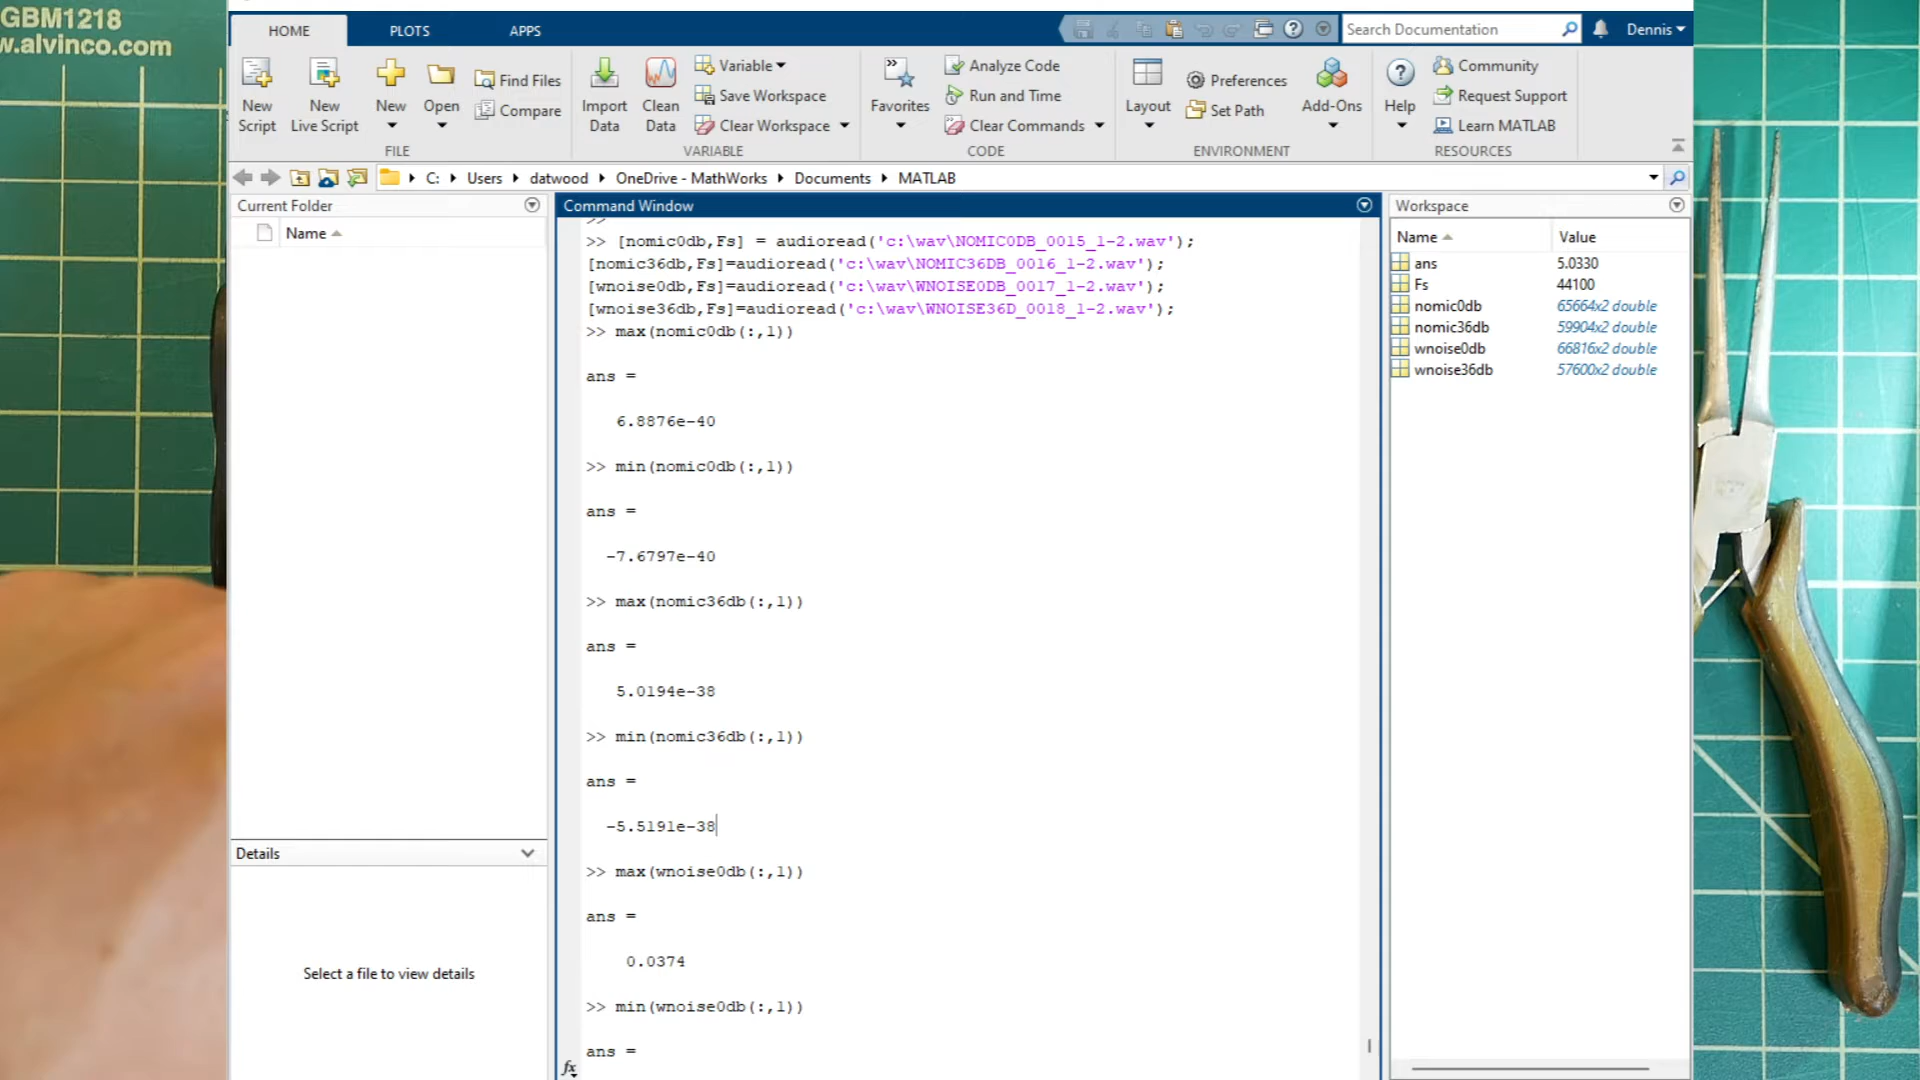 GBM1218
w.alvinco.com
HOME
PLOTS
APPS
Search Documentation
Dennis
New Script
New Live Script
New
Open
Find Files
Compare
FILE
Import Data
Clean Data
Variable
Save Workspace
Clear Workspace
VARIABLE
Favorites
Analyze Code
Run and Time
Clear Commands
CODE
Layout
Preferences
Set Path
Add-Ons
ENVIRONMENT
Help
Community
Request Support
Learn MATLAB
RESOURCES
C: Users datwood OneDrive - MathWorks Documents MATLAB
Current Folder
Name
Details
Select a file to view details
Command Window
>>
>> [nomic0db,Fs] = audioread('c:\wav\NOMIC0DB_0015_1-2.wav');
[nomic36db,Fs]=audioread('c:\wav\NOMIC36DB_0016_1-2.wav');
[wnoise0db,Fs]=audioread('c:\wav\WNOISE0DB_0017_1-2.wav');
[wnoise36db,Fs]=audioread('c:\wav\WNOISE36D_0018_1-2.wav');
>> max(nomic0db(:,1))
ans =
6.8876e-40
>> min(nomic0db(:,1))
ans =
-7.6797e-40
>> max(nomic36db(:,1))
ans =
5.0194e-38
>> min(nomic36db(:,1))
ans =
-5.5191e-38
>> max(wnoise0db(:,1))
ans =
0.0374
>> min(wnoise0db(:,1))
ans =
fx
Workspace
Name Value
ans 5.0330
Fs 44100
nomic0db 65664x2 double
nomic36db 59904x2 double
wnoise0db 66816x2 double
wnoise36db 57600x2 double